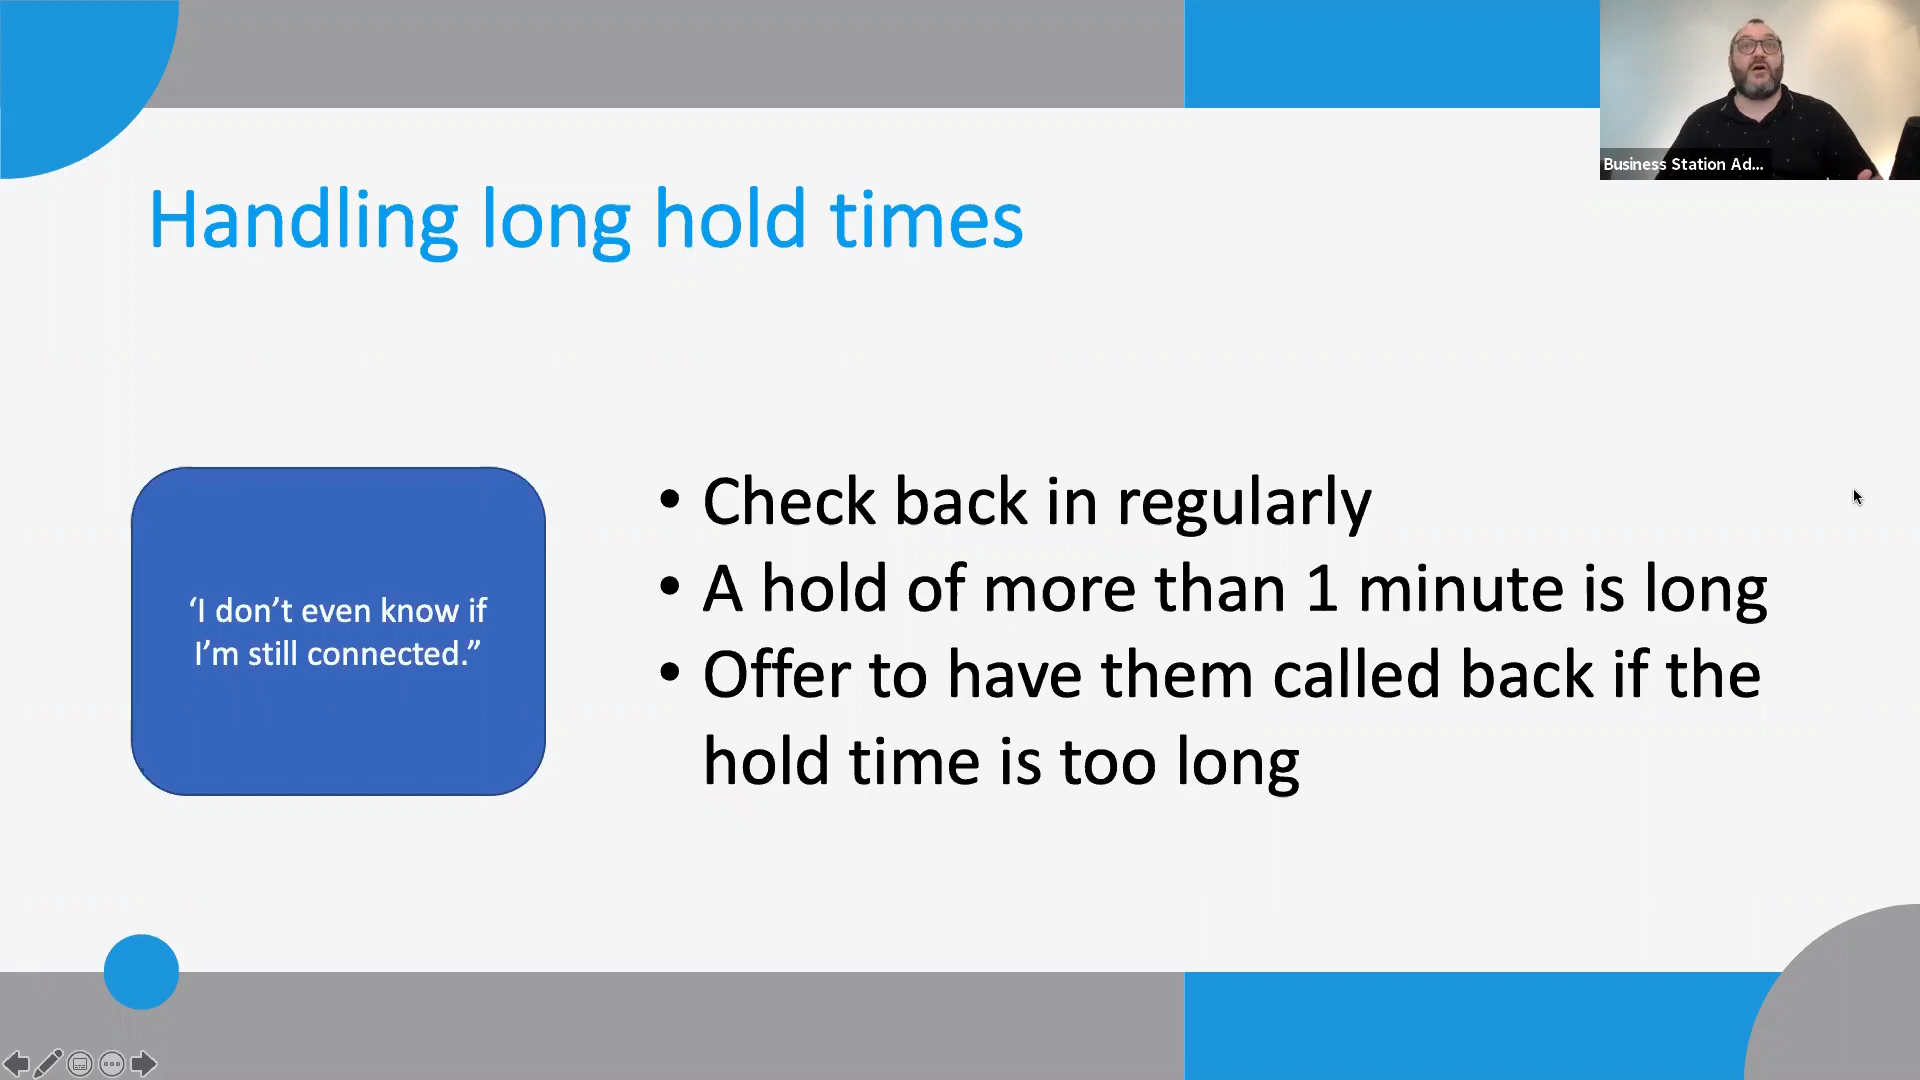 Business Station Ad...
Handling long hold times
‘I don’t even know if
I’m still connected.”
• Check back in regularly
• A hold of more than 1 minute is long
• Offer to have them called back if the
hold time is too long